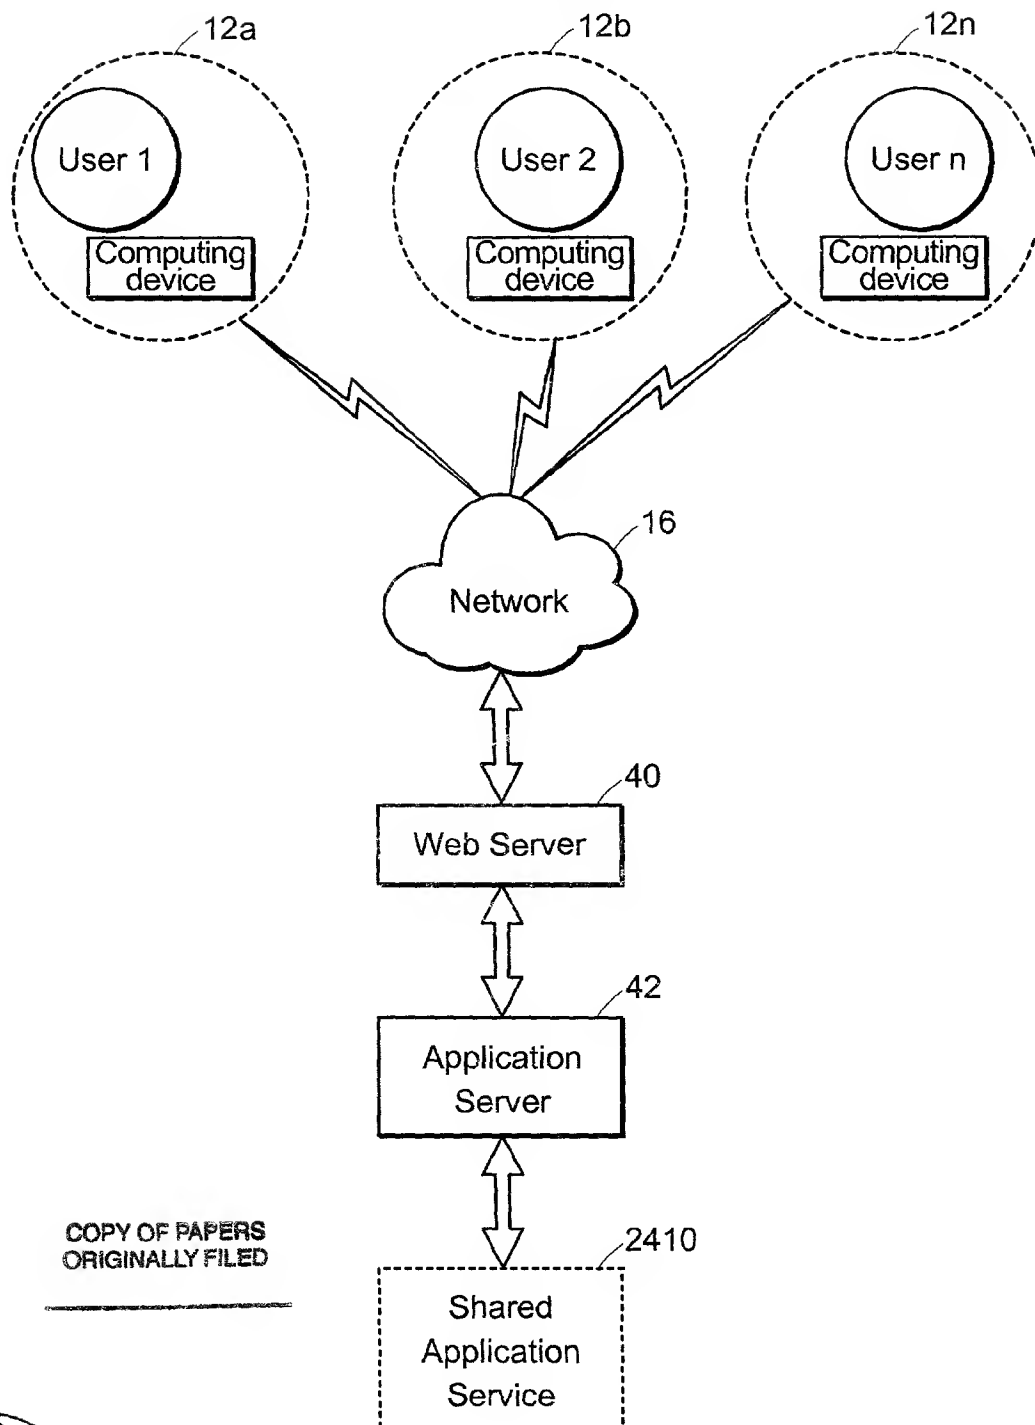 12a
12b
12n
User 1
User 2
User n
Computing
device
Computing
device
Computing
device
16
Network
40
Web Server
42
Application
Server
COPY OF PAPERS
ORIGINALLY FILED
2410
Shared
Application
Service